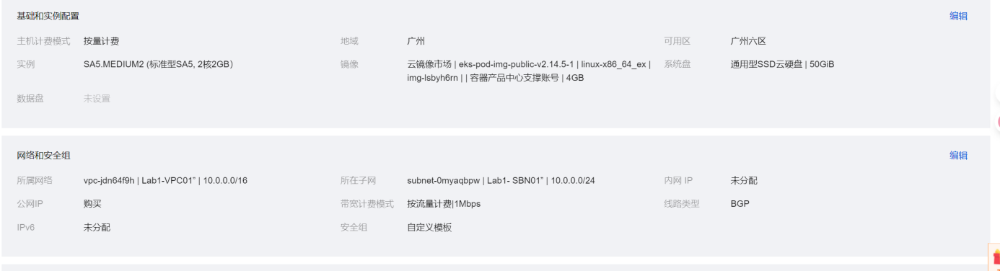 基础和实例配置 编辑
主机计费模式 按量计费 地域 广州 可用区 广州六区
实例 SA5.MEDIUM2 (标准型SA5, 2核2GB) 镜像 云镜像市场 | eks-pod-img-public-v2.14.5-1 | linux-x86_64_ex | 系统盘 通用型SSD云硬盘 | 50GiB
img-lsbyh6rn | | 容器产品中心支撑账号 | 4GB
数据盘 未设置
网络和安全组 编辑
所属网络 vpc-jdn64f9h | Lab1-VPC01” | 10.0.0.0/16 所在子网 subnet-0myaqbpw | Lab1- SBN01” | 10.0.0.0/24 内网 IP 未分配
公网IP 购买 带宽计费模式 按流量计费|1Mbps 线路类型 BGP
IPv6 未分配 安全组 自定义模板